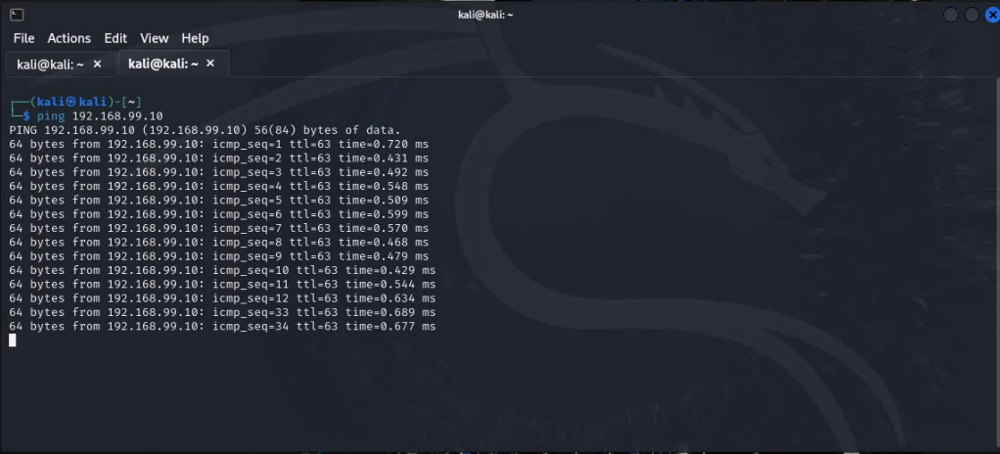 kali@kali: ~
File Actions Edit View Help
kali@kali: ~ × kali@kali: ~ ×
┌──(kali㉿kali)-[~]
└─$ ping 192.168.99.10
PING 192.168.99.10 (192.168.99.10) 56(84) bytes of data.
64 bytes from 192.168.99.10: icmp_seq=1 ttl=63 time=0.720 ms
64 bytes from 192.168.99.10: icmp_seq=2 ttl=63 time=0.431 ms
64 bytes from 192.168.99.10: icmp_seq=3 ttl=63 time=0.492 ms
64 bytes from 192.168.99.10: icmp_seq=4 ttl=63 time=0.548 ms
64 bytes from 192.168.99.10: icmp_seq=5 ttl=63 time=0.509 ms
64 bytes from 192.168.99.10: icmp_seq=6 ttl=63 time=0.599 ms
64 bytes from 192.168.99.10: icmp_seq=7 ttl=63 time=0.570 ms
64 bytes from 192.168.99.10: icmp_seq=8 ttl=63 time=0.468 ms
64 bytes from 192.168.99.10: icmp_seq=9 ttl=63 time=0.479 ms
64 bytes from 192.168.99.10: icmp_seq=10 ttl=63 time=0.429 ms
64 bytes from 192.168.99.10: icmp_seq=11 ttl=63 time=0.544 ms
64 bytes from 192.168.99.10: icmp_seq=12 ttl=63 time=0.634 ms
64 bytes from 192.168.99.10: icmp_seq=33 ttl=63 time=0.689 ms
64 bytes from 192.168.99.10: icmp_seq=34 ttl=63 time=0.677 ms